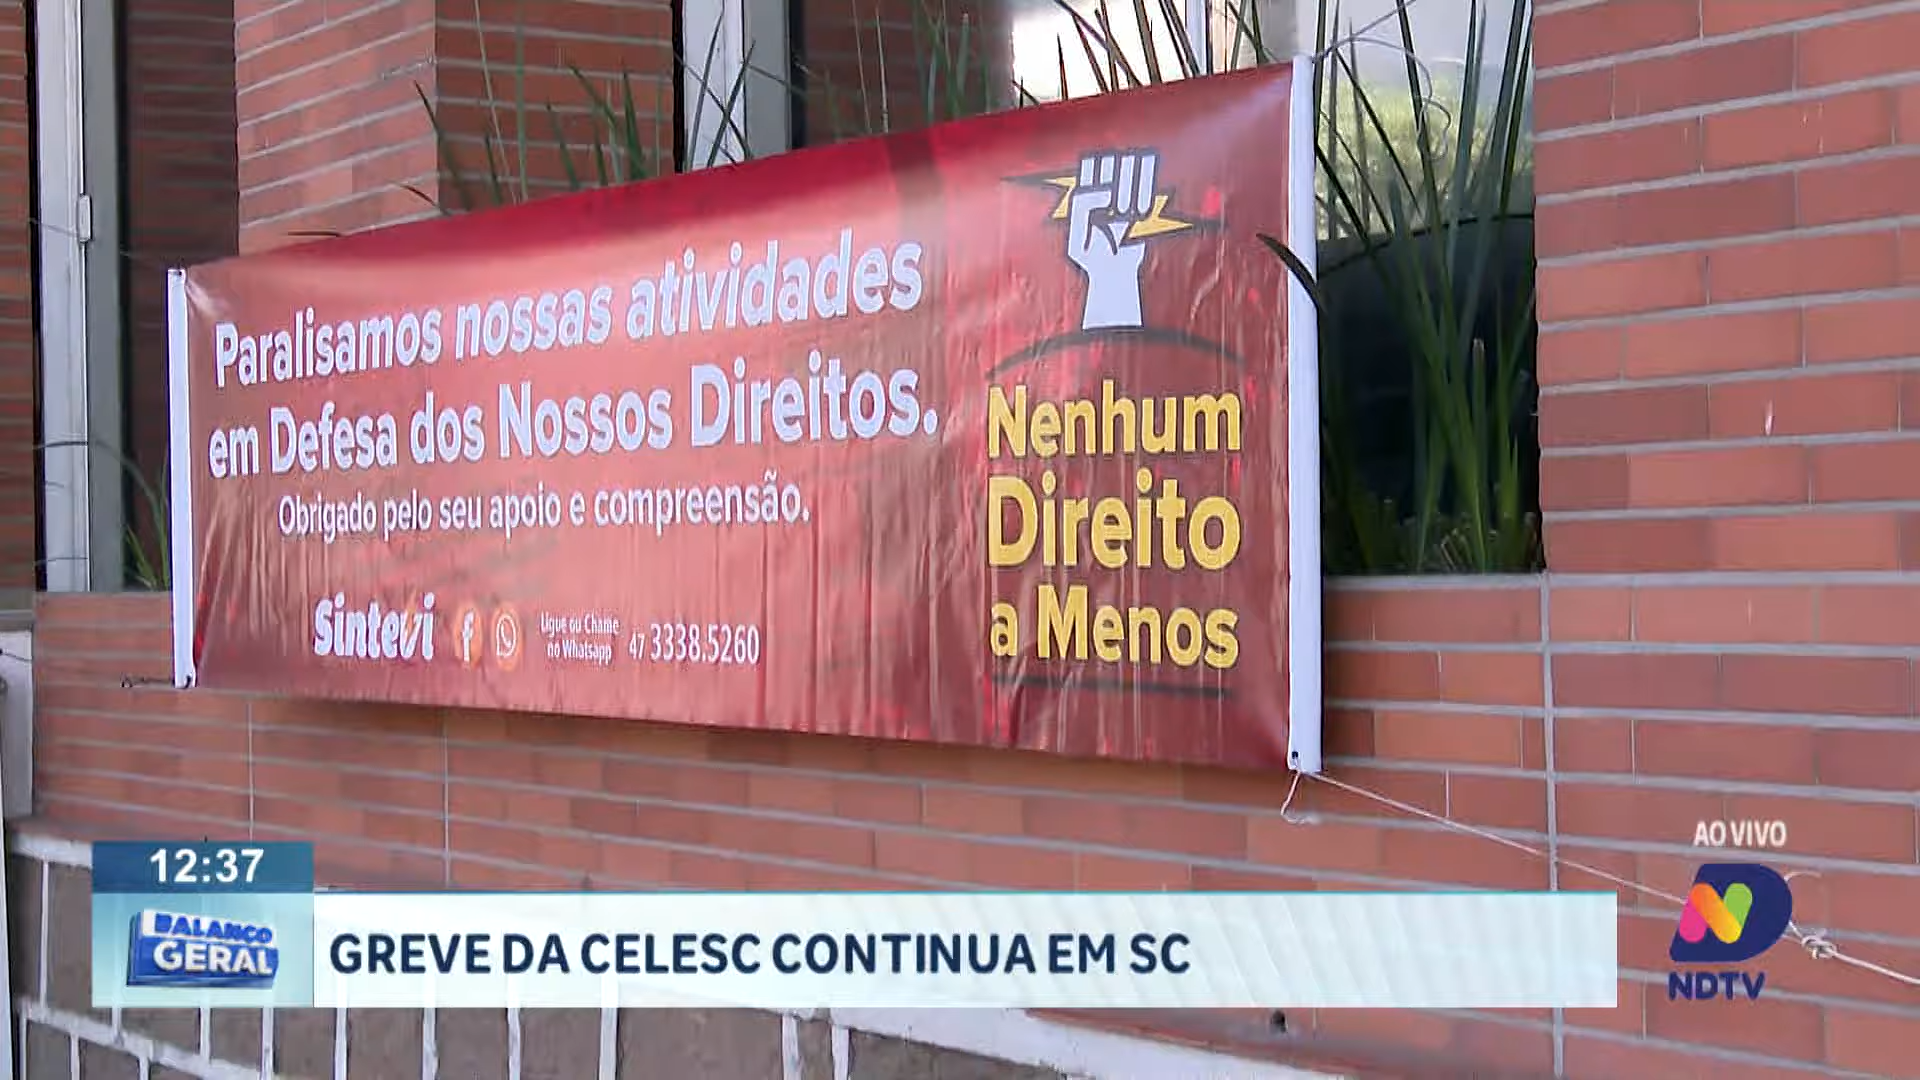 Paralisamos nossas atividades
em Defesa dos Nossos Direitos.
Obrigado pelo seu apoio e compreensão.
Sintevi
Ligue ou Chame
no Whatsapp
47 3338.5260
Nenhum
Direito
a Menos
AO VIVO
NDTV
12:37
BALANÇO
GERAL
GREVE DA CELESC CONTINUA EM SC